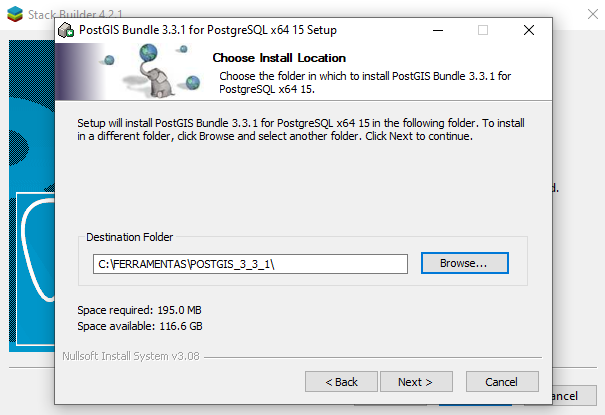 Stack Builder 4.2.1
PostGIS Bundle 3.3.1 for PostgreSQL x64 15 Setup
Choose Install Location
Choose the folder in which to install PostGIS Bundle 3.3.1 for
PostgreSQL x64 15.
Setup will install PostGIS Bundle 3.3.1 for PostgreSQL x64 15 in the following folder. To install
in a different folder, click Browse and select another folder. Click Next to continue.
d.
Destination Folder
C:\FERRAMENTAS\POSTGIS_3_3_1\
Browse...
Space required: 195.0 MB
Space available: 116.6 GB
Nullsoft Install System v3.08
< Back
Next >
Cancel
ancel